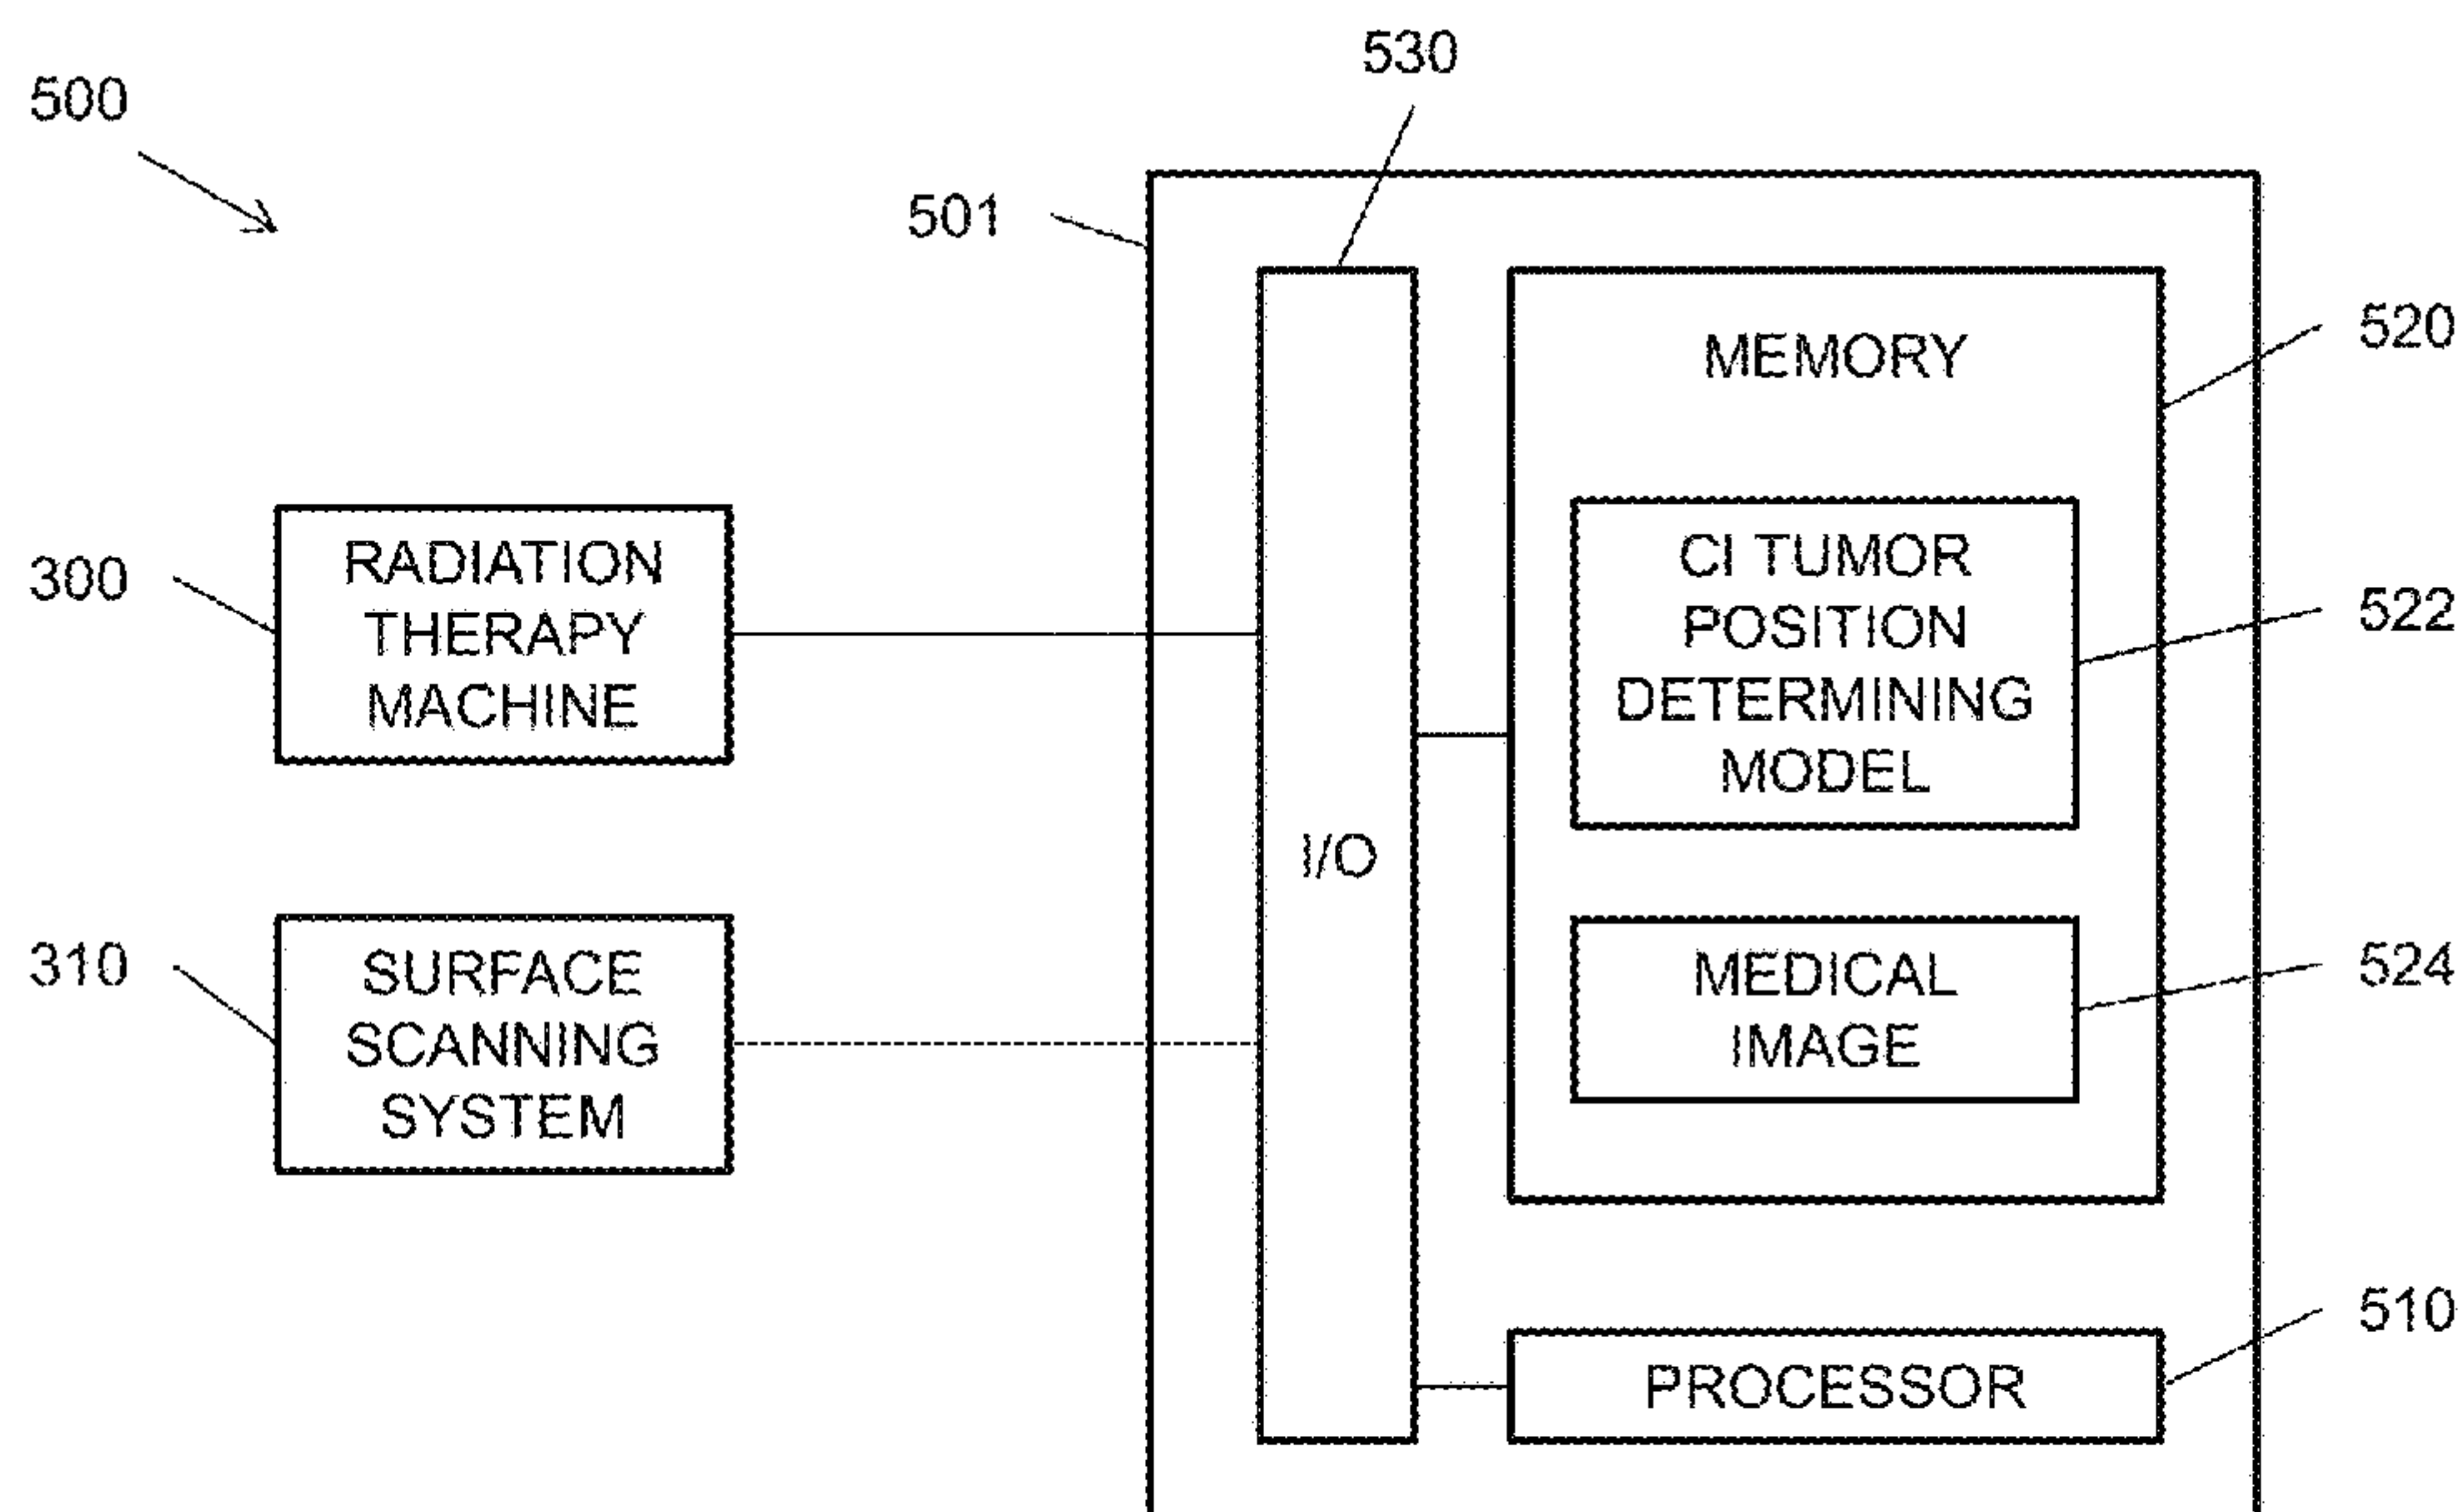 530
500
501
MEMORY
520
RADIATION
THERAPY
MACHINE
300
CI TUMOR
POSITION
DETERMINING
MODEL
522
I/O
310
SURFACE
SCANNING
SYSTEM
MEDICAL
IMAGE
524
PROCESSOR
510